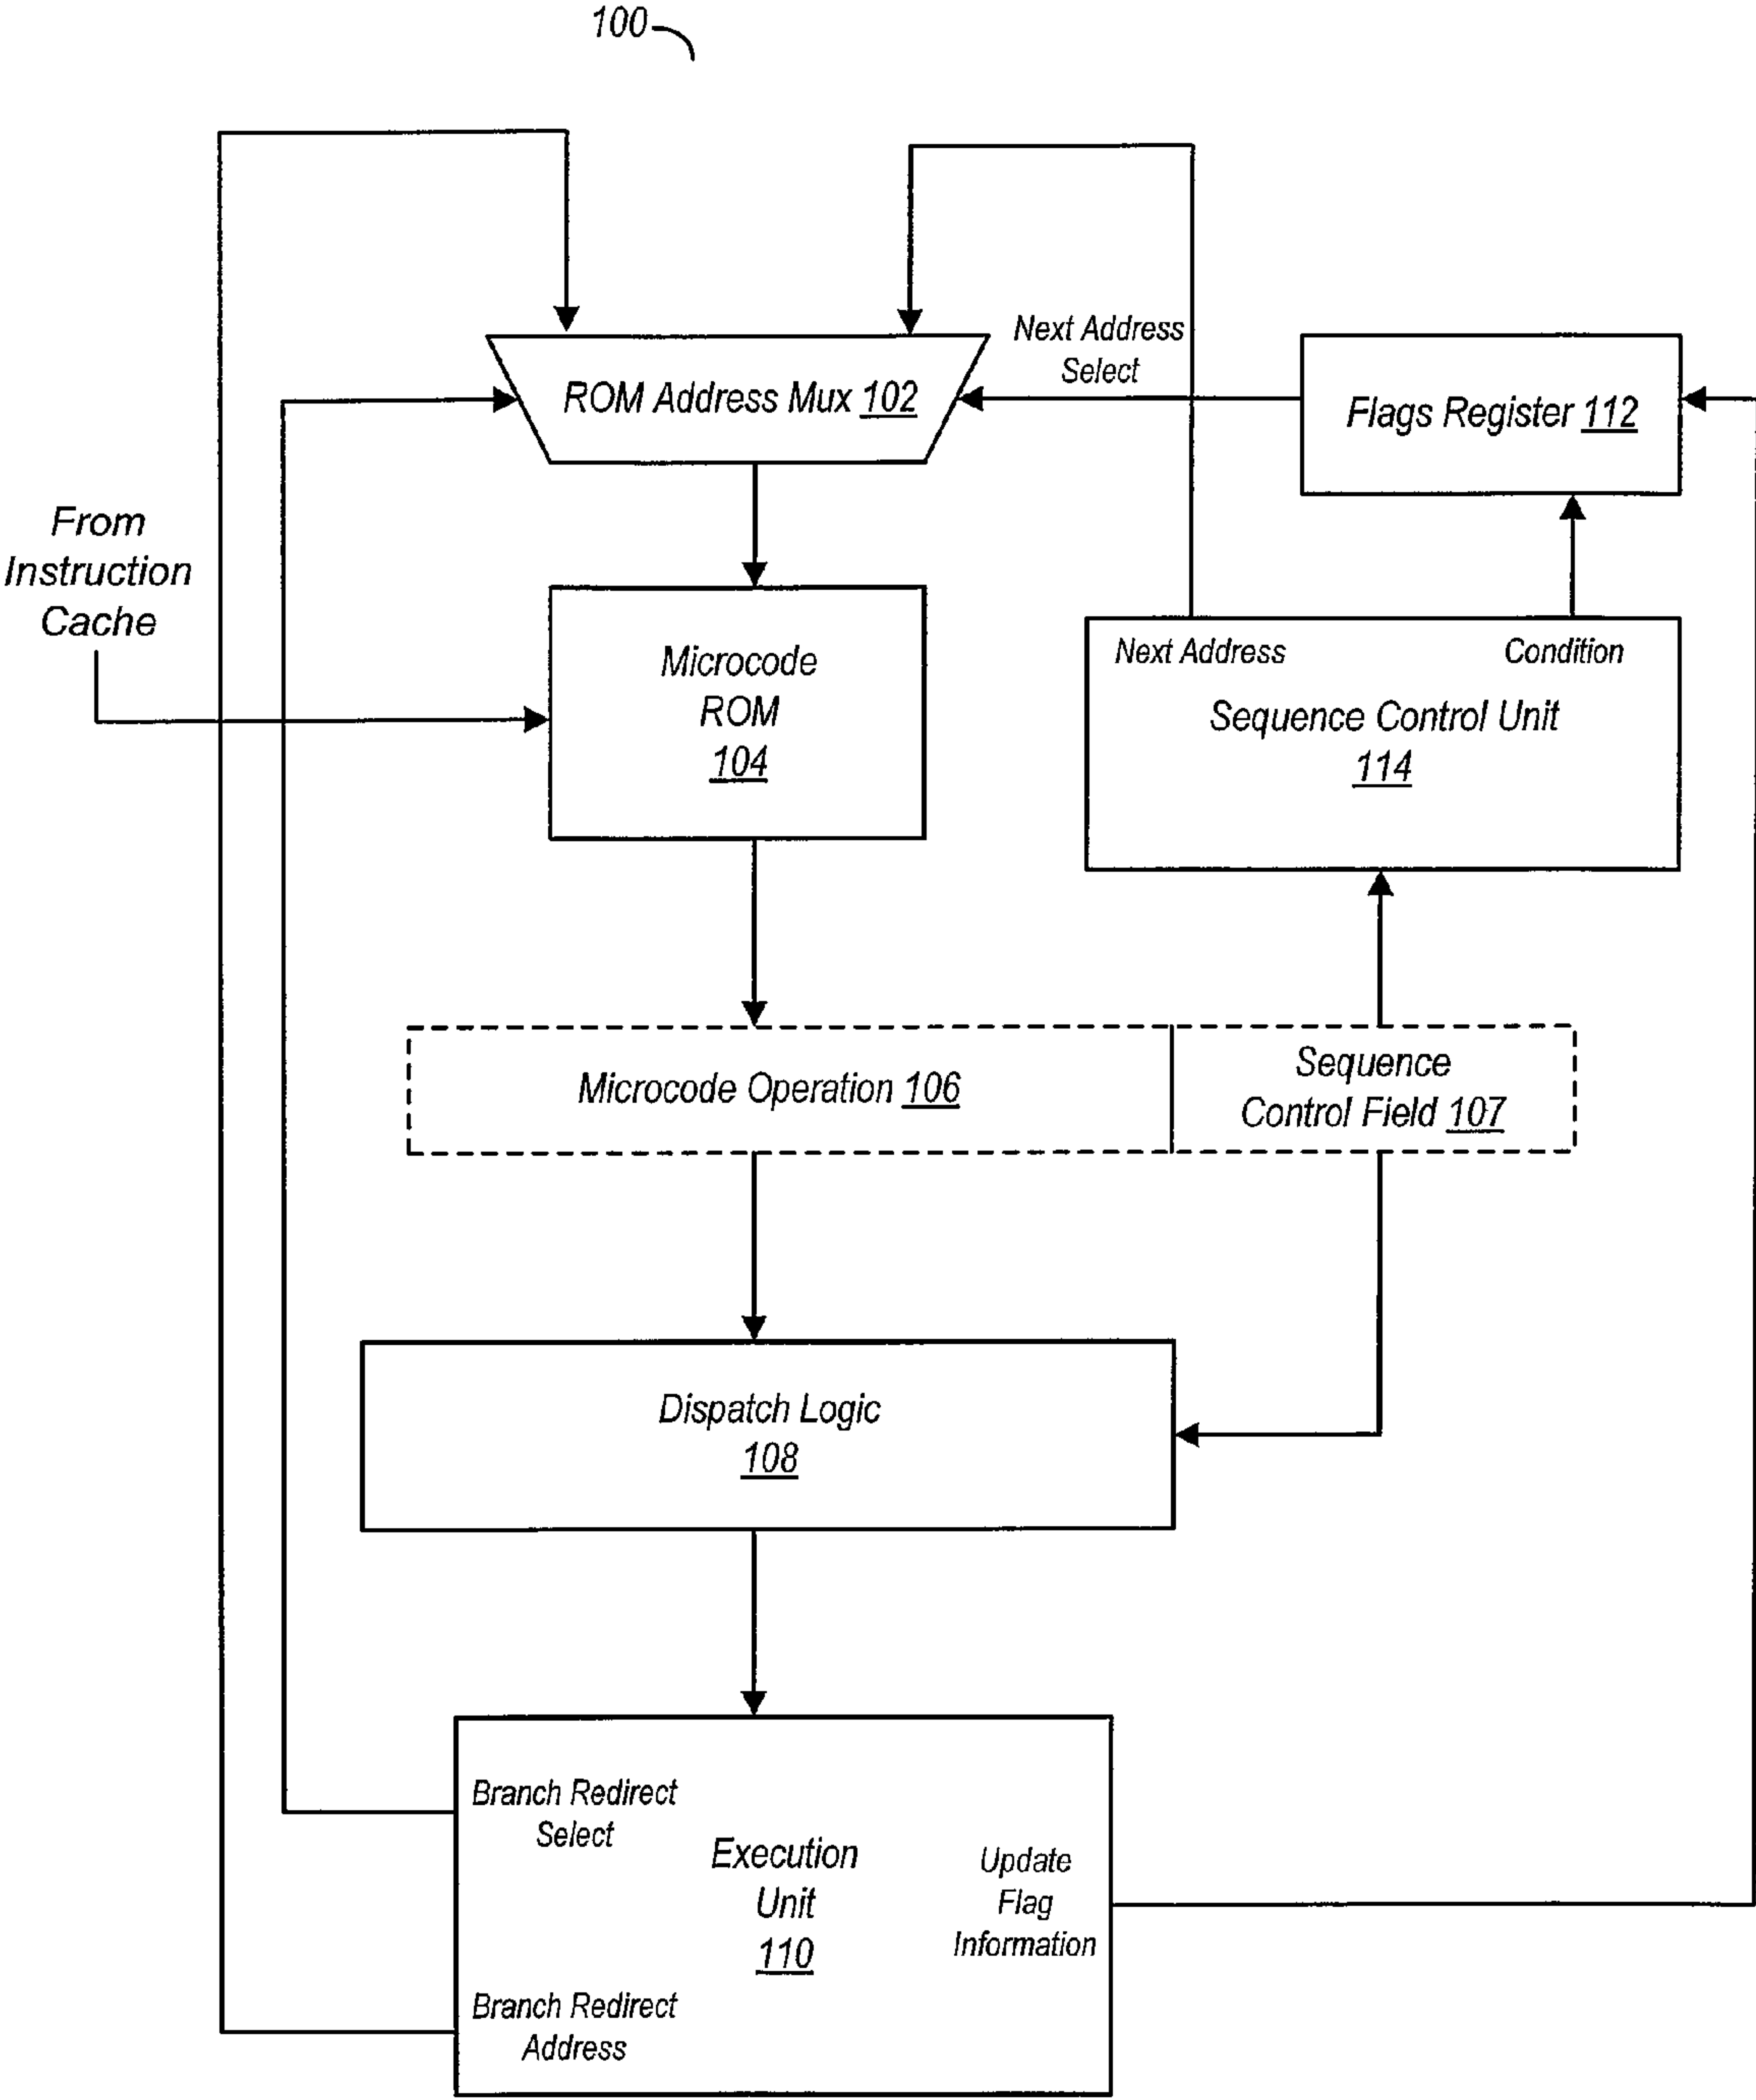 100
Next Address
Select
ROM Address Mux 102
Flags Register 112
From
Instruction
Cache
Microcode
ROM
104
Next Address
Condition
Sequence Control Unit
114
Microcode Operation 106
Sequence
Control Field 107
Dispatch Logic
108
Branch Redirect
Select
Execution
Unit
110
Update
Flag
Information
Branch Redirect
Address